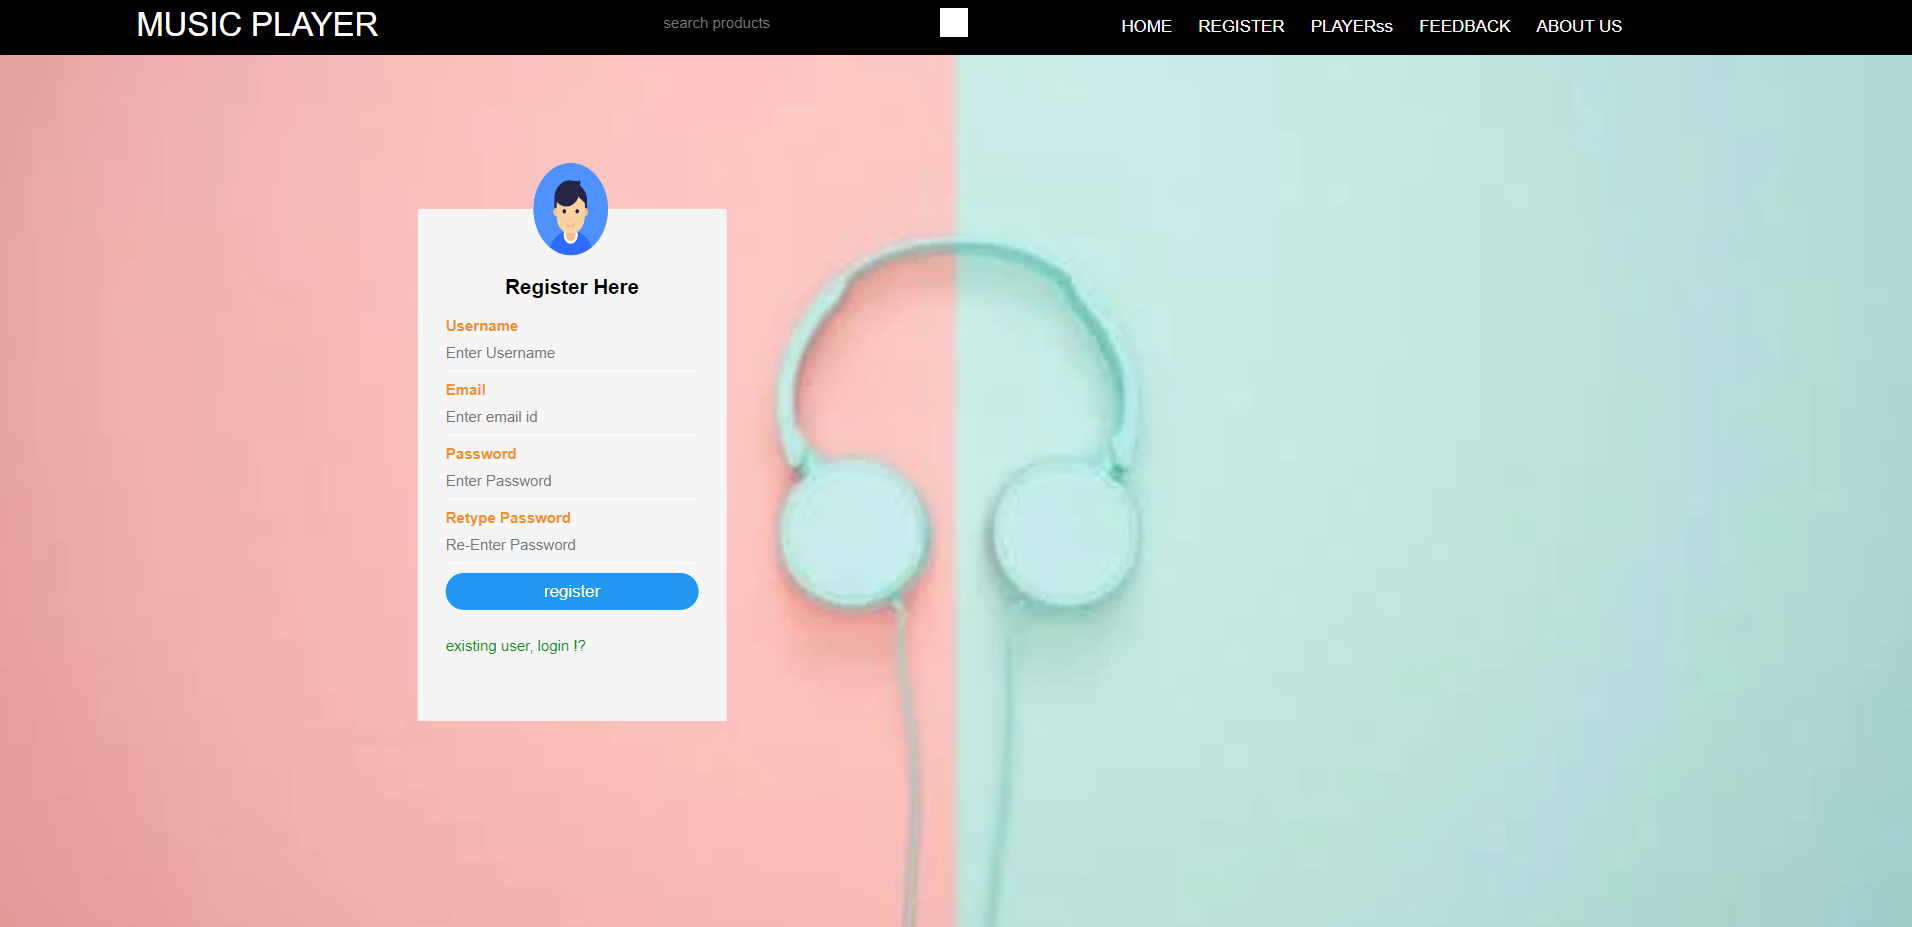 MUSIC PLAYER
search products
HOME REGISTER PLAYERss FEEDBACK ABOUT US
Register Here
Username
Enter Username
Email
Enter email id
Password
Enter Password
Retype Password
Re-Enter Password
register
existing user, login !?